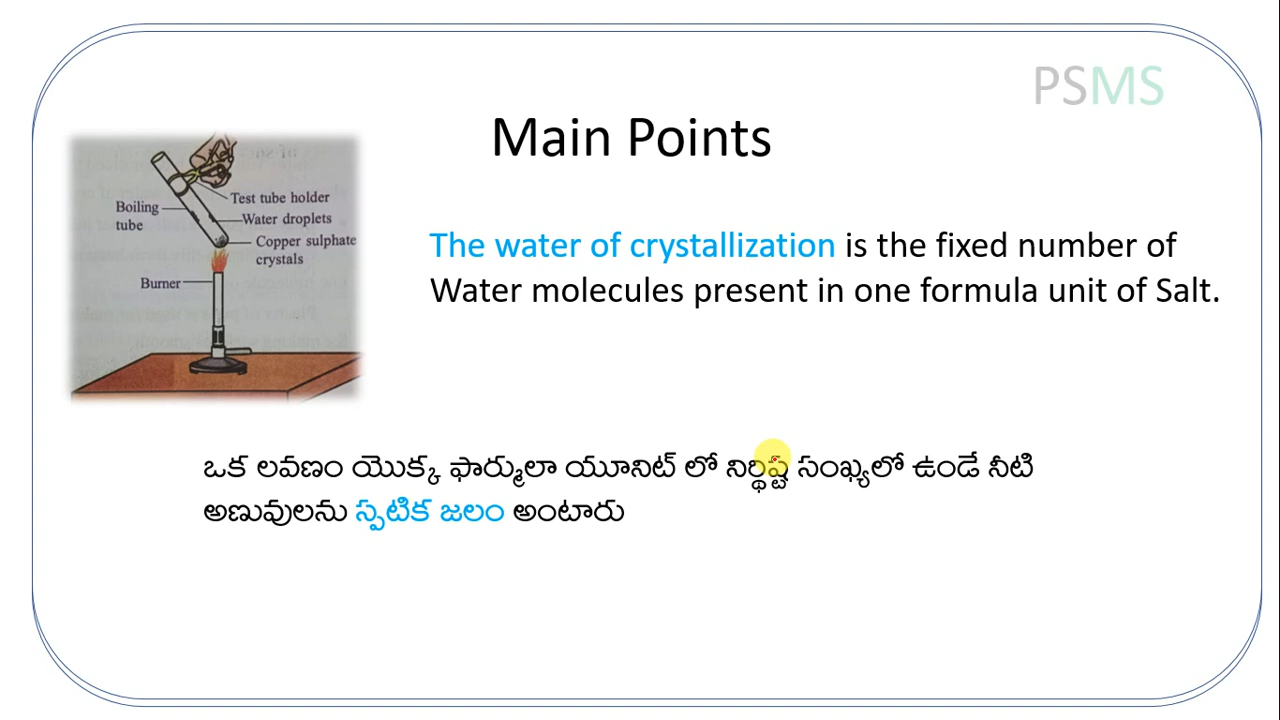 PSMS
Main Points
Test tube holder
Boiling
tube
Water droplets
Copper sulphate
crystals
Burner
The water of crystallization is the fixed number of
Water molecules present in one formula unit of Salt.
ఒక లవణం యొక్క ఫార్ములా యూనిట్ లో నిర్ధిష్ట సంఖ్యలో ఉండే నీటి
అణువులను స్పటిక జలం అంటారు